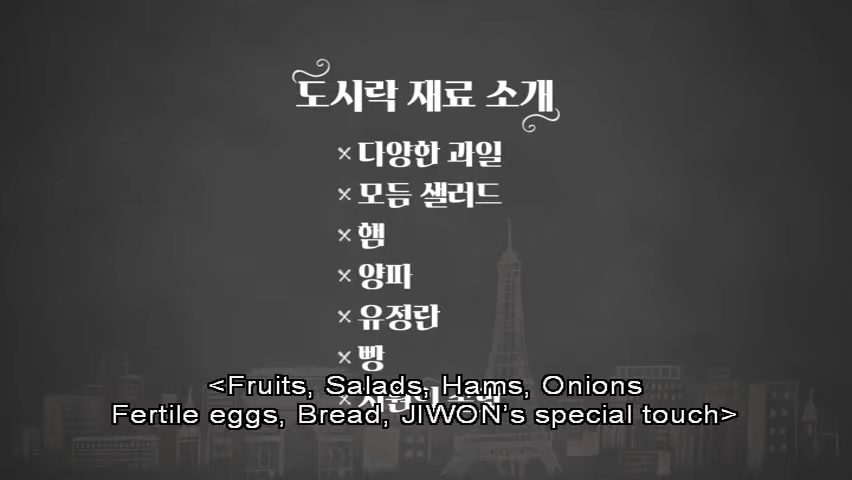 도시락 재료 소개
× 다양한 과일
× 모듬 샐러드
× 햄
× 양파
× 유정란
× 빵
<Fruits, Salads, Hams, Onions
Fertile eggs, Bread, JIWON's special touch>